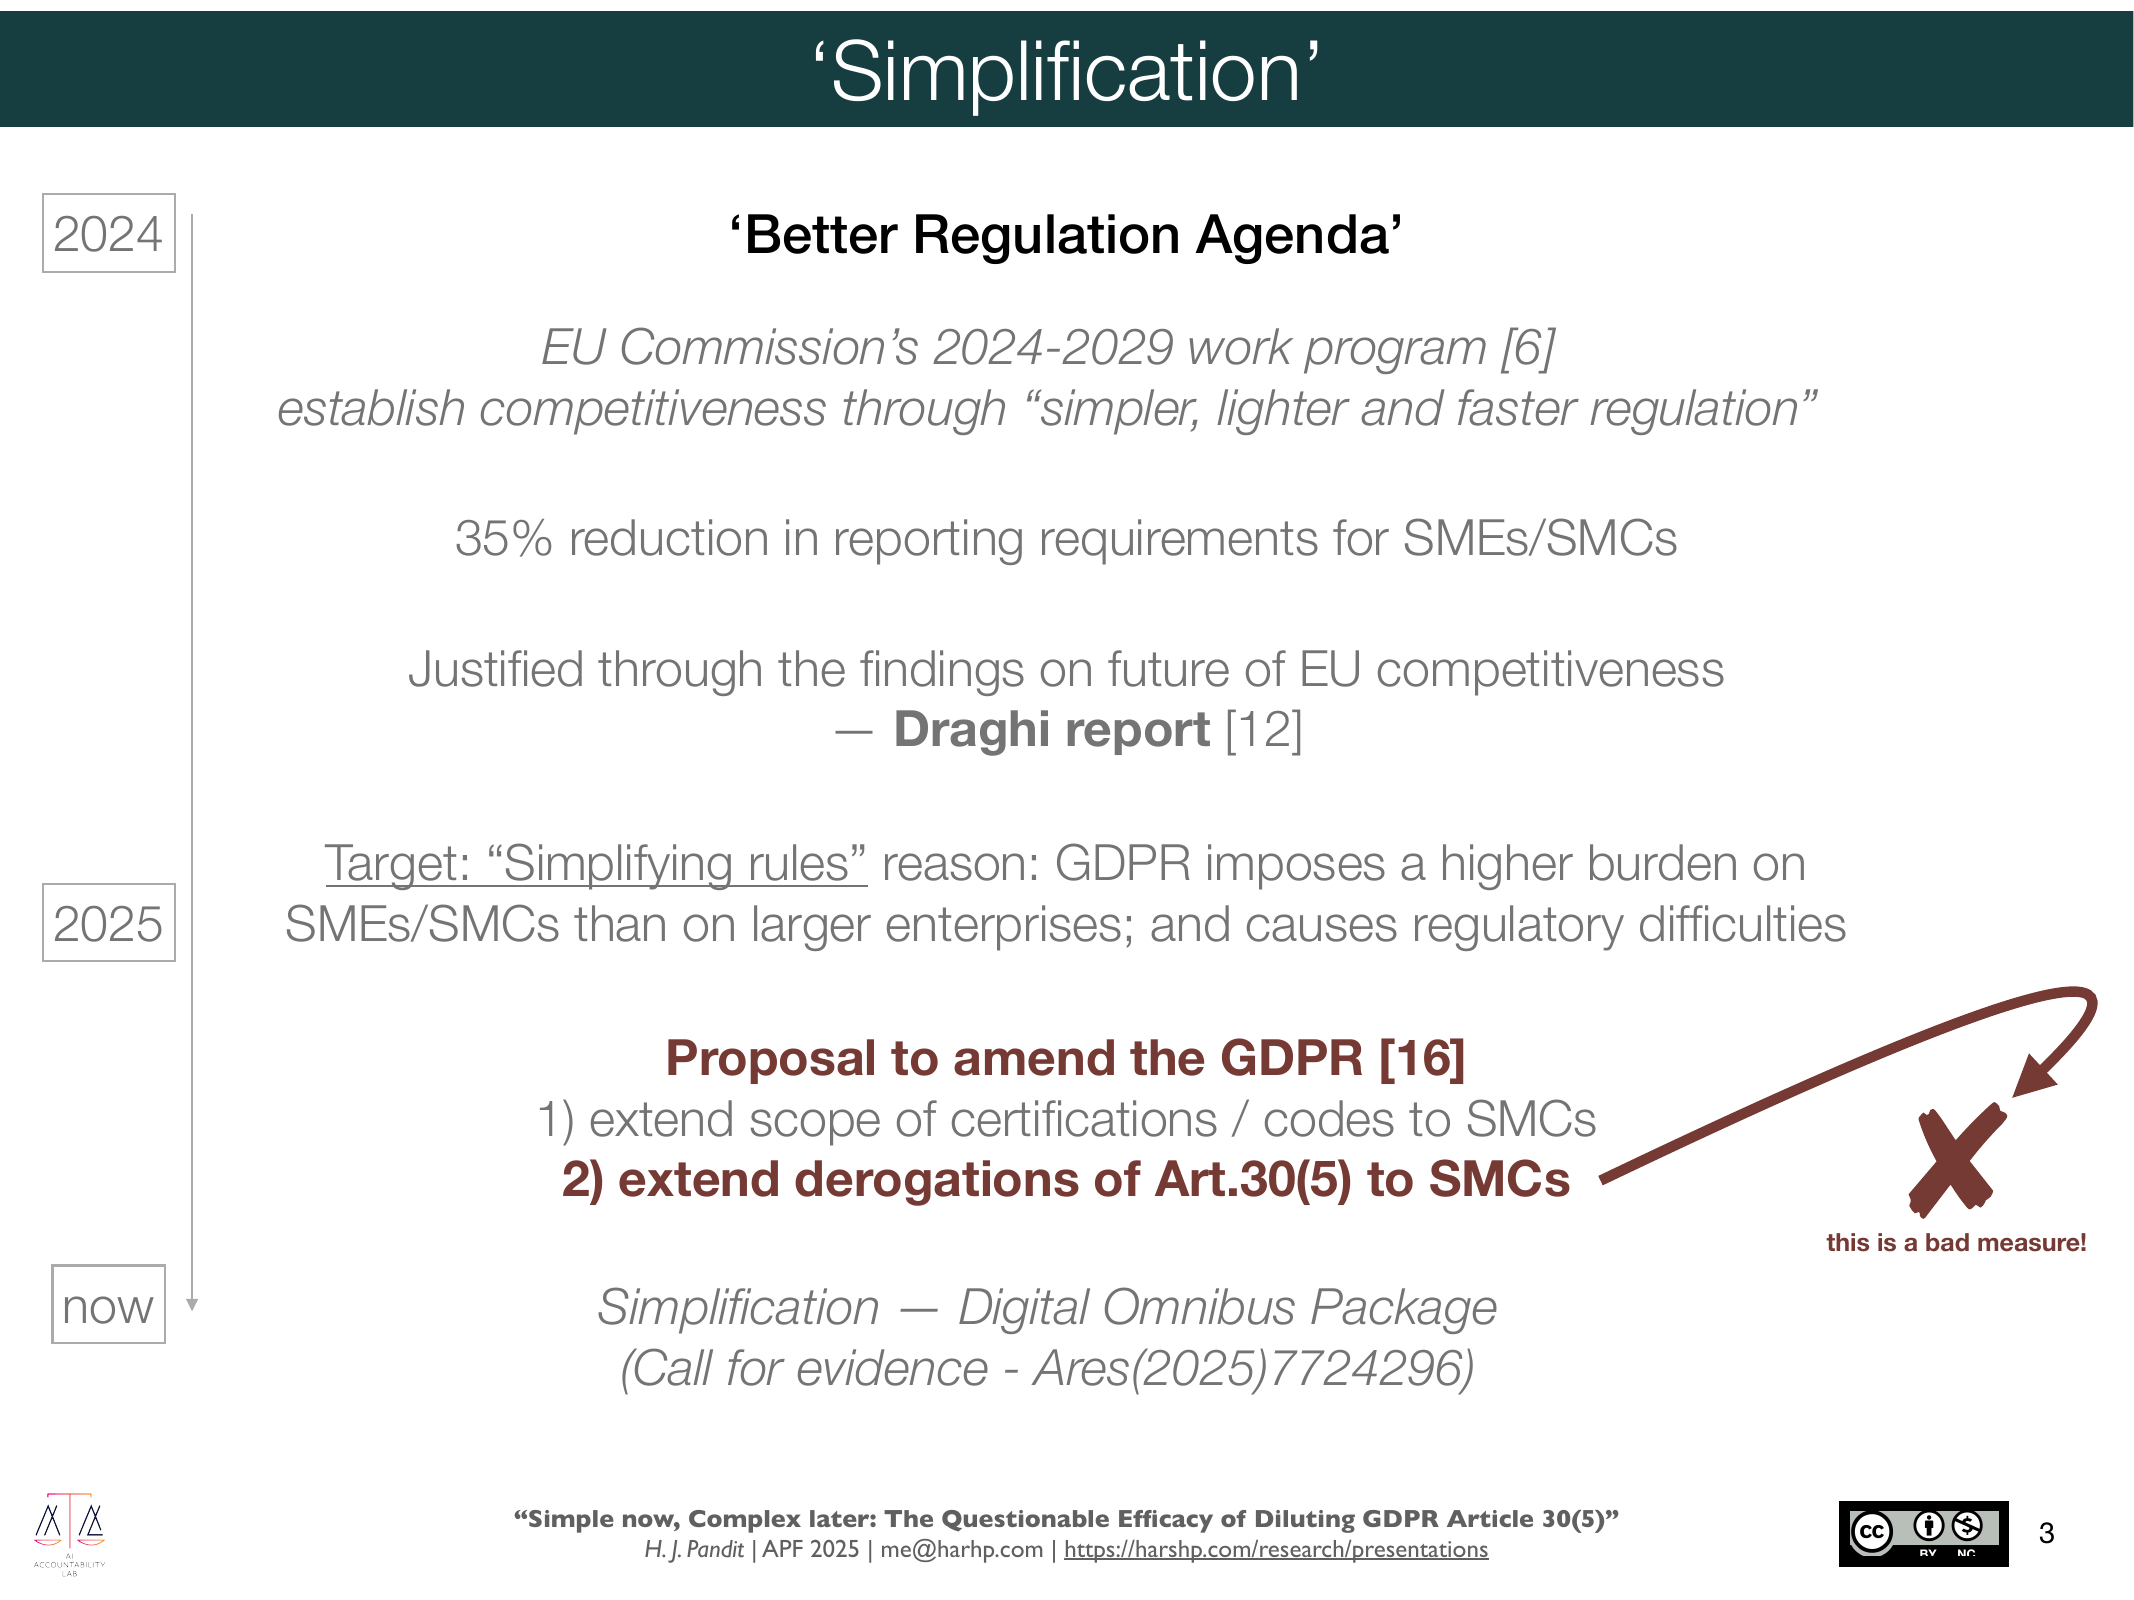 ‘Simplification’
2024
‘Better Regulation Agenda’
EU Commission’s 2024-2029 work program [6]
establish competitiveness through “simpler, lighter and faster regulation”
35% reduction in reporting requirements for SMEs/SMCs
Justified through the findings on future of EU competitiveness
— Draghi report [12]
Target: “Simplifying rules” reason: GDPR imposes a higher burden on
2025
SMEs/SMCs than on larger enterprises; and causes regulatory difficulties
Proposal to amend the GDPR [16]
1) extend scope of certifications / codes to SMCs
2) extend derogations of Art.30(5) to SMCs
this is a bad measure!
now
Simplification — Digital Omnibus Package
(Call for evidence - Ares(2025)7724296)
AI
ACCOUNTABILITY
LAB
“Simple now, Complex later: The Questionable Efficacy of Diluting GDPR Article 30(5)”
H. J. Pandit | APF 2025 | me@harhp.com | https://harshp.com/research/presentations
cc
BY NC
3